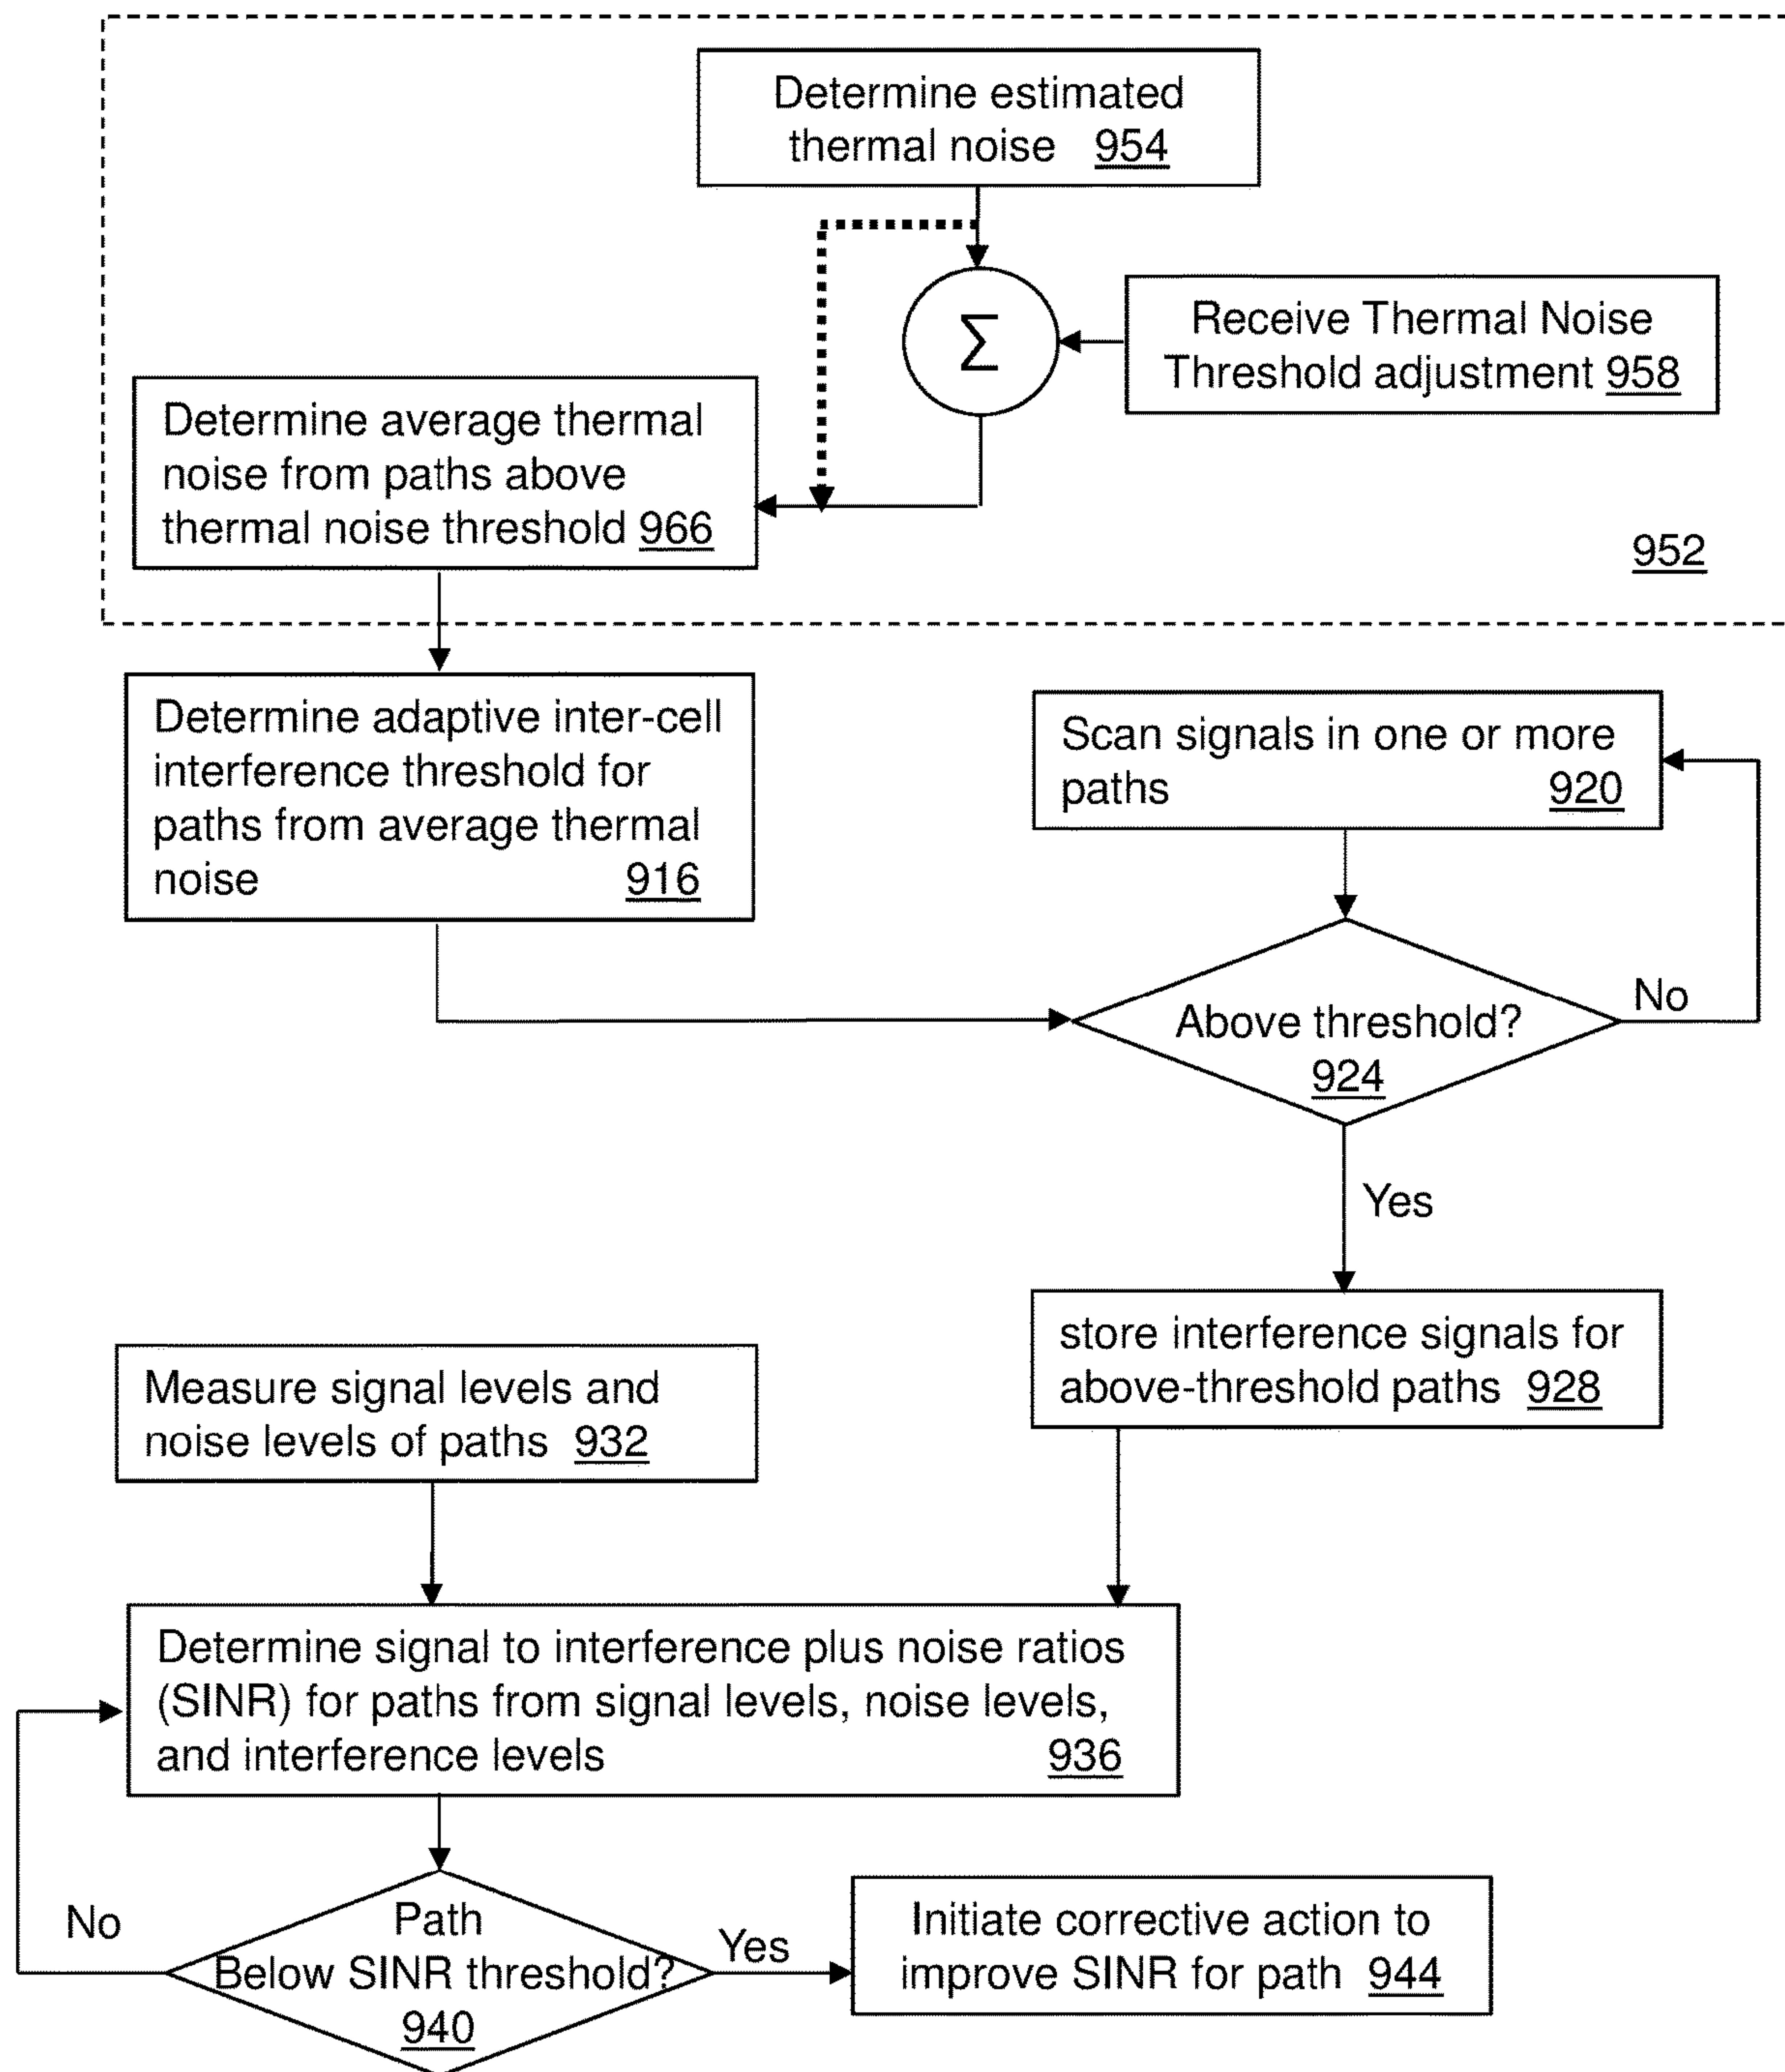 Determine estimated
thermal noise 954
Σ
Receive Thermal Noise
Threshold adjustment 958
Determine average thermal
noise from paths above
thermal noise threshold 966
952
Determine adaptive inter-cell
interference threshold for
paths from average thermal
noise 916
Scan signals in one or more
paths 920
Above threshold?
924
No
Yes
store interference signals for
above-threshold paths 928
Measure signal levels and
noise levels of paths 932
Determine signal to interference plus noise ratios
(SINR) for paths from signal levels, noise levels,
and interference levels 936
No
Path
Below SINR threshold?
940
Yes
Initiate corrective action to
improve SINR for path 944